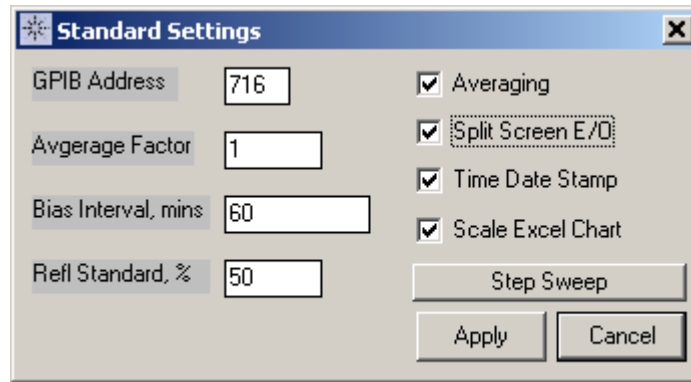 Standard Settings
GPIB Address
716
Avgerage Factor
1
Bias Interval, mins
60
Refl Standard, %
50
Averaging
Split Screen E/O
Time Date Stamp
Scale Excel Chart
Step Sweep
Apply
Cancel